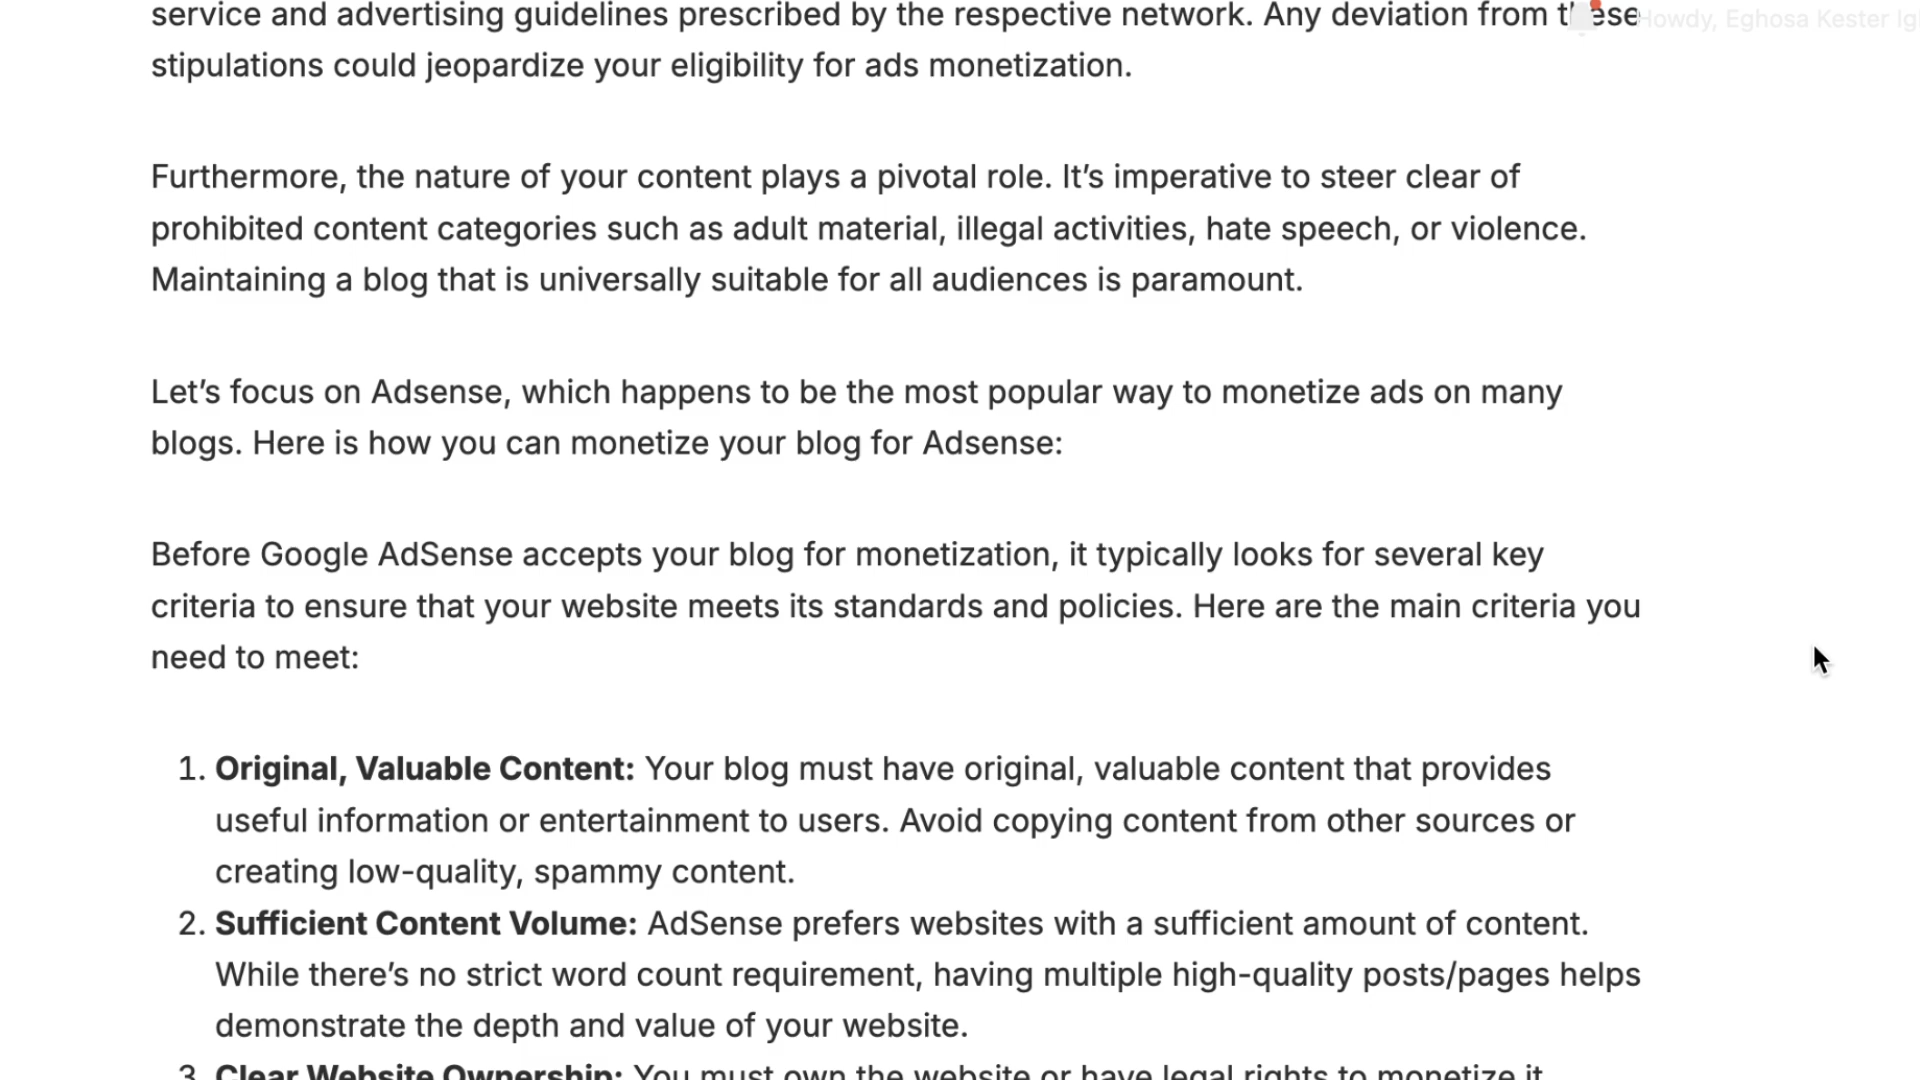 service and advertising guidelines prescribed by the respective network. Any deviation from these
Howdy, Eghosa Kester
stipulations could jeopardize your eligibility for ads monetization.
Furthermore, the nature of your content plays a pivotal role. It’s imperative to steer clear of
prohibited content categories such as adult material, illegal activities, hate speech, or violence.
Maintaining a blog that is universally suitable for all audiences is paramount.
Let’s focus on Adsense, which happens to be the most popular way to monetize ads on many
blogs. Here is how you can monetize your blog for Adsense:
Before Google AdSense accepts your blog for monetization, it typically looks for several key
criteria to ensure that your website meets its standards and policies. Here are the main criteria you
need to meet:
1. Original, Valuable Content: Your blog must have original, valuable content that provides
useful information or entertainment to users. Avoid copying content from other sources or
creating low-quality, spammy content.
2. Sufficient Content Volume: AdSense prefers websites with a sufficient amount of content.
While there’s no strict word count requirement, having multiple high-quality posts/pages helps
demonstrate the depth and value of your website.
3. Clear Website Ownership: You must own the website or have legal rights to monetize it